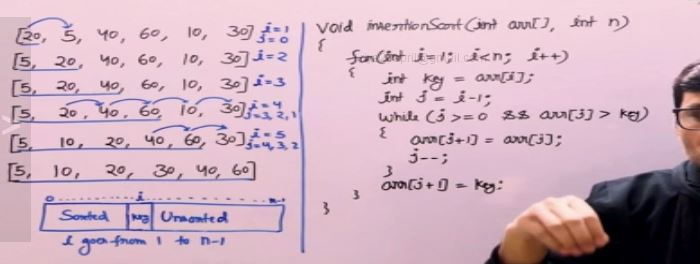 [20, 5, 40, 60, 10, 30] i=1
j=0
[5, 20, 40, 60, 10, 30] i=2
[5, 20, 40, 60, 10, 30] i=3
[5, 20, 40, 60, 10, 30] i=4
j=3, 2, 1
[5, 10, 20, 40, 60, 30] i=5
j=4, 3, 2
[5, 10, 20, 30, 40, 60]
0 i n-1
Sorted key Unsorted
i goes from 1 to n-1
void insertionSort(int arr[], int n)
{
for(int i=1; i<n; i++)
{
int key = arr[i];
int j = i-1;
while (j>=0 && arr[j] > key)
{
arr[j+1] = arr[j];
j--;
}
arr[j+1] = key;
}
}